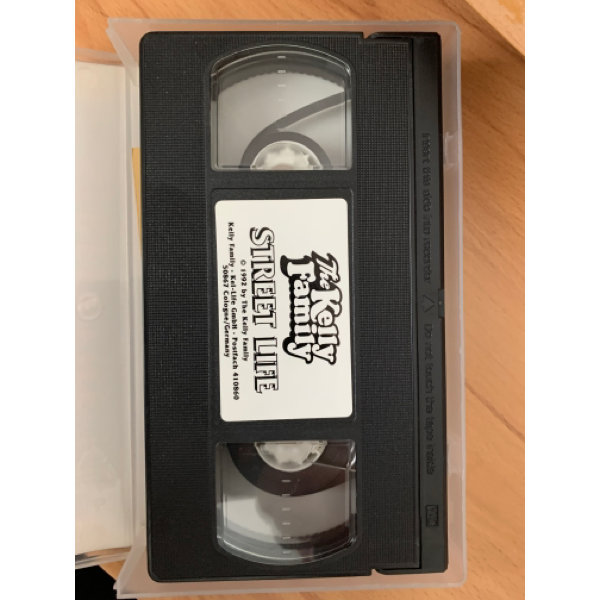 The Kelly
Family
STREET LIFE
© 1992 by The Kelly Family
Kelly Family - Kel-Life GmbH - Postfach 410860
50867 Cologne/Germany
Insert this side into recorder △ Do not touch the tape inside
VHS